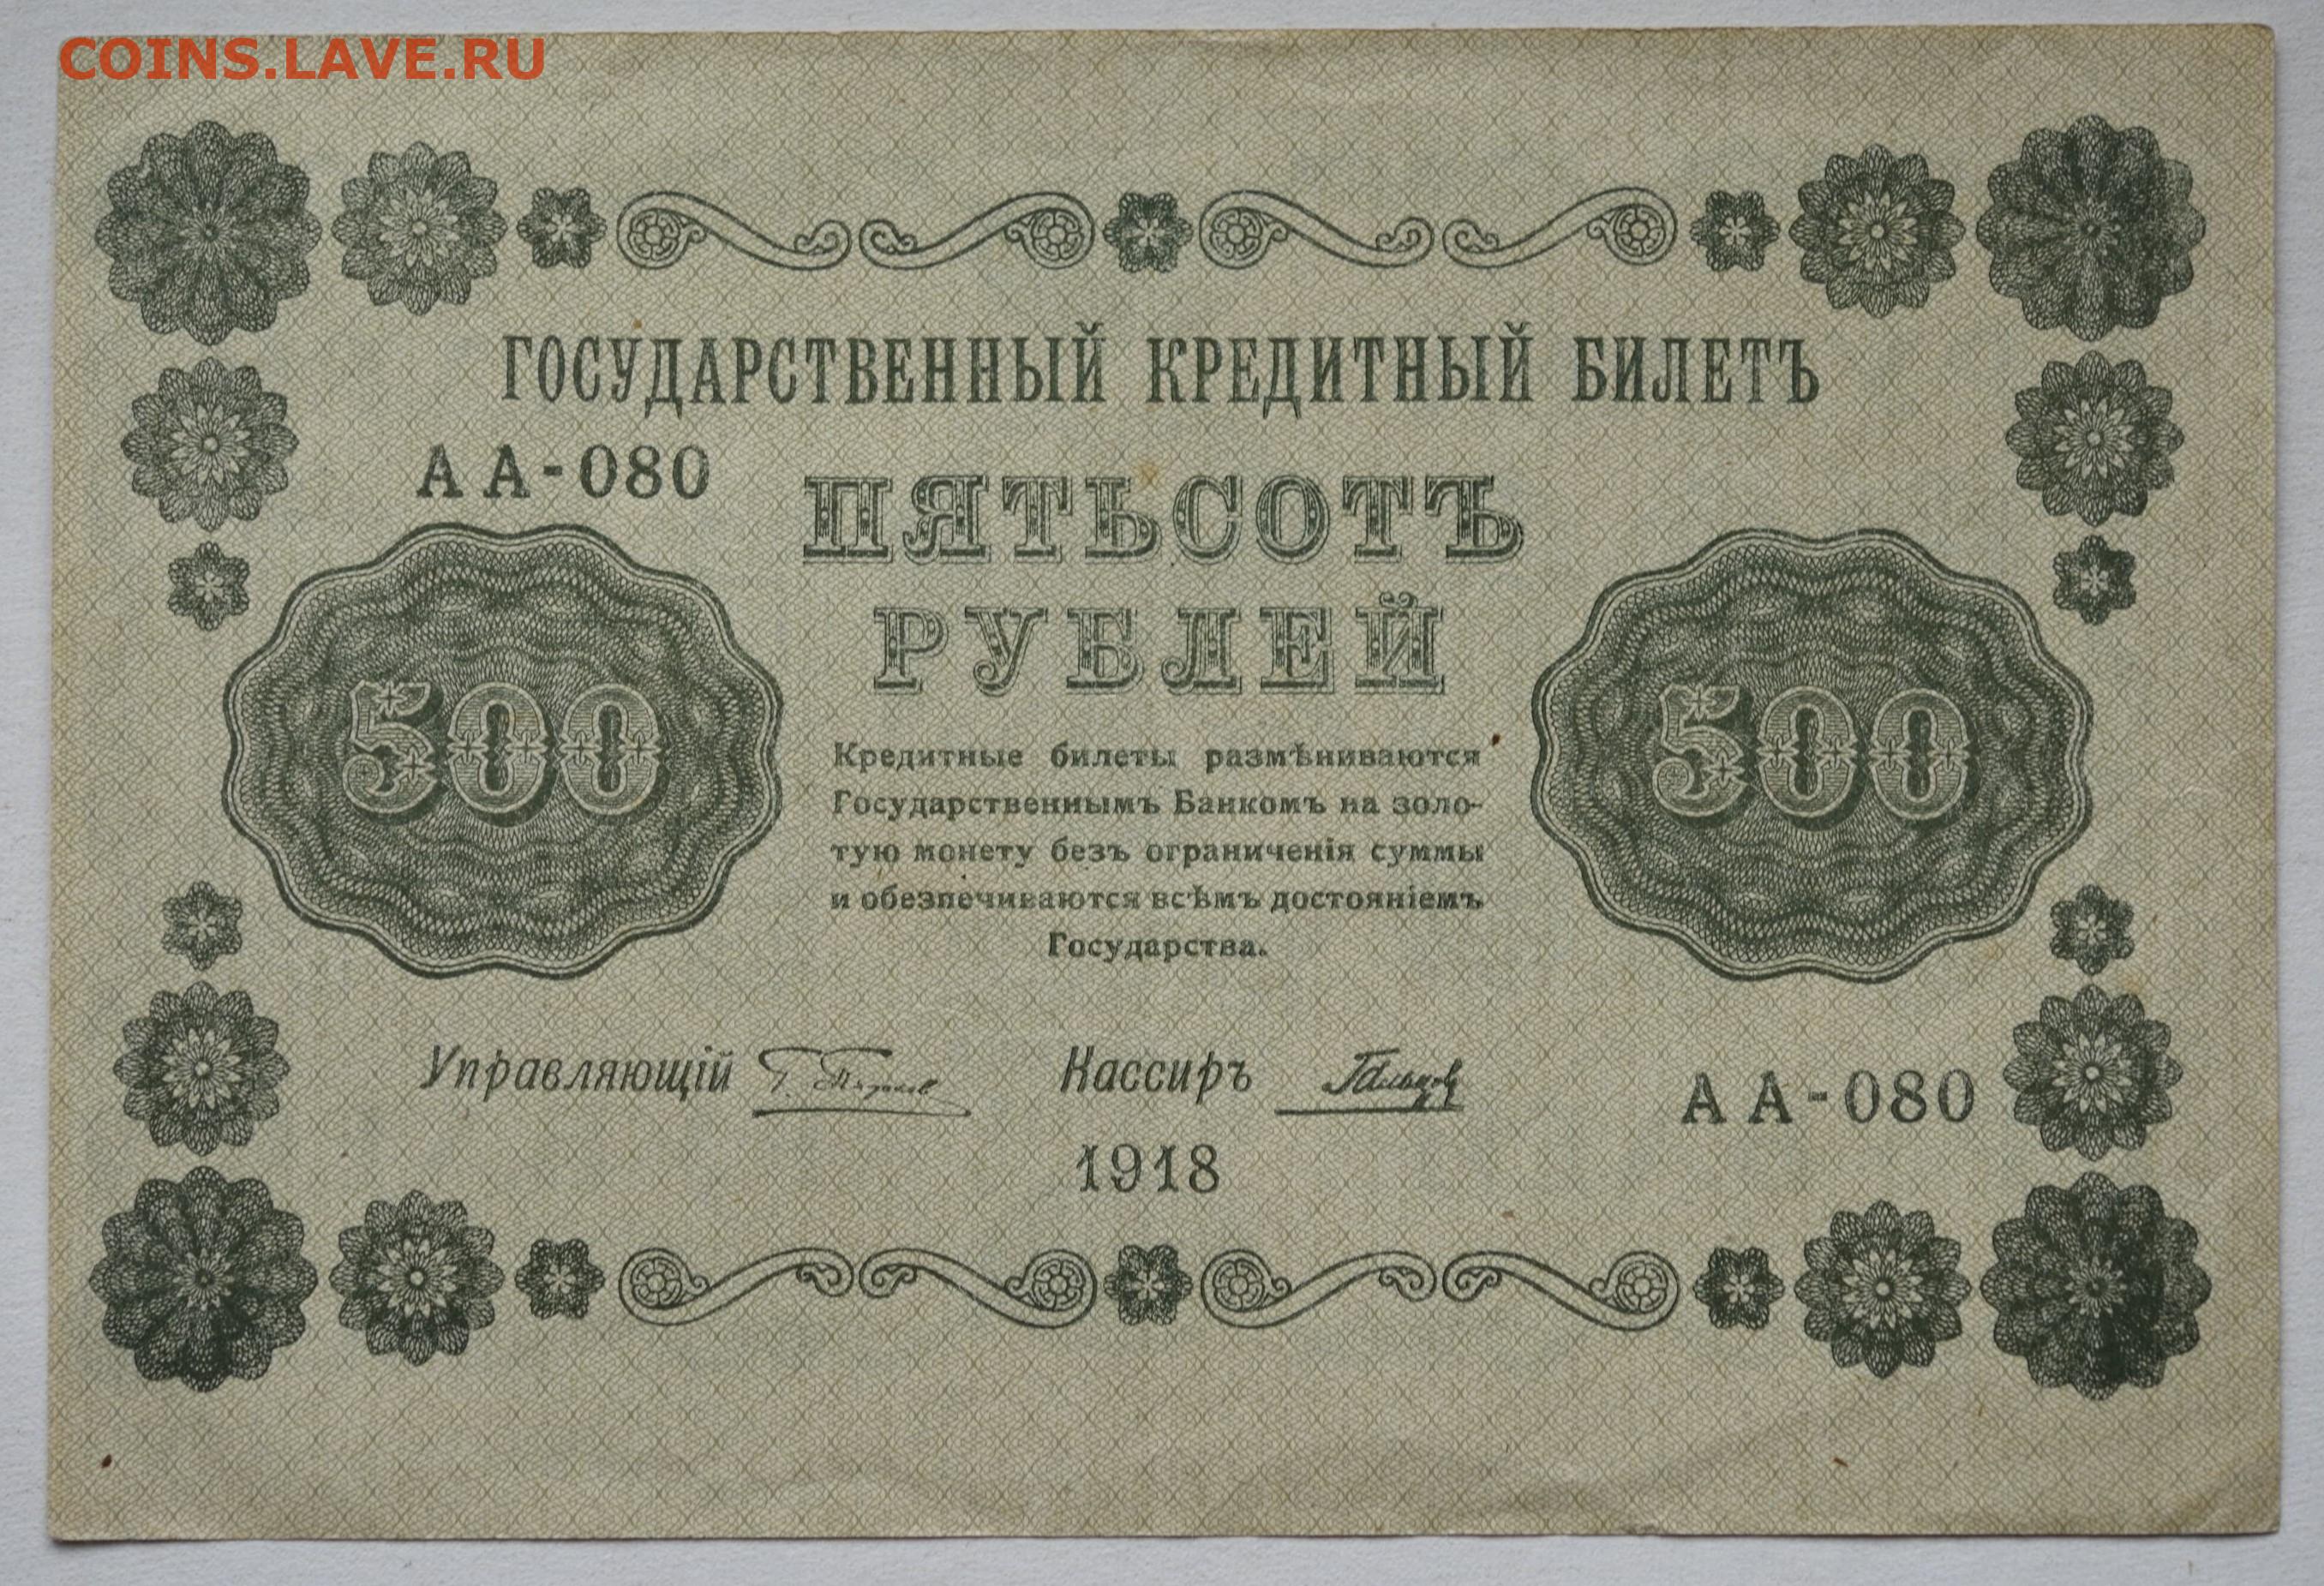 COINS.LAVE.RU
ГОСУДАРСТВЕННЫЙ КРЕДИТНЫЙ БИЛЕТЪ
АА-080
ПЯТЬСОТЪ
РУБЛЕЙ
500
500
Кредитные билеты размѣниваются
Государственнымъ Банкомъ на золо-
тую монету безъ ограниченія суммы
и обезпечиваются всѣмъ достояніемъ
Государства.
Управляющій
Кассиръ
АА-080
1918